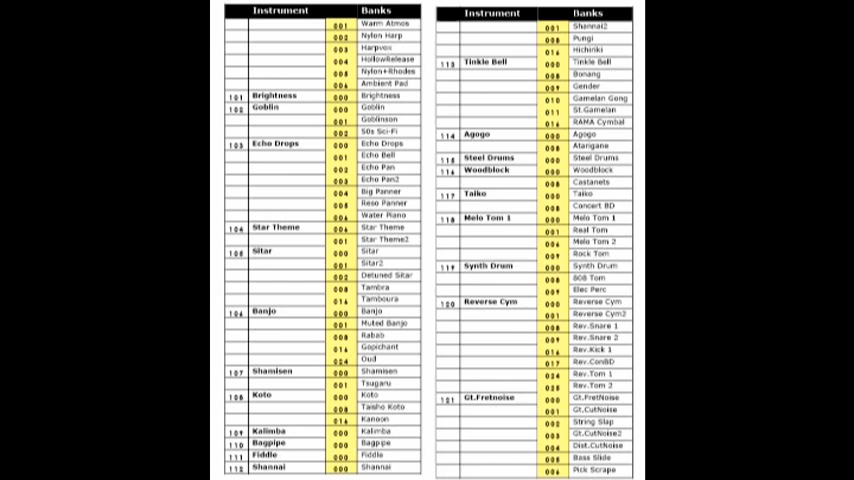 Instrument Banks
001 Warm Atmos
002 Nylon Harp
003 Harpvox
004 HollowRelease
005 Nylon+Rhodes
006 Ambient Pad
101 Brightness 000 Brightness
102 Goblin 000 Goblin
001 Goblinson
002 50s Sci-Fi
103 Echo Drops 000 Echo Drops
001 Echo Bell
002 Echo Pan
003 Echo Pan2
004 Big Panner
005 Reso Panner
006 Water Piano
104 Star Theme 006 Star Theme
001 Star Theme2
105 Sitar 000 Sitar
001 Sitar2
002 Detuned Sitar
008 Tambra
016 Tamboura
106 Banjo 000 Banjo
001 Muted Banjo
008 Rabab
016 Gopichant
024 Oud
107 Shamisen 000 Shamisen
001 Tsugaru
108 Koto 000 Koto
008 Taisho Koto
016 Kanoon
109 Kalimba 000 Kalimba
110 Bagpipe 000 Bagpipe
111 Fiddle 000 Fiddle
112 Shannai 000 Shannai
Instrument Banks
001 Shannai2
008 Pungi
016 Hichiriki
113 Tinkle Bell 000 Tinkle Bell
008 Bonang
009 Gender
010 Gamelan Gong
011 St.Gamelan
016 RAMA Cymbal
114 Agogo 000 Agogo
008 Atarigane
115 Steel Drums 000 Steel Drums
116 Woodblock 000 Woodblock
008 Castanets
117 Taiko 000 Taiko
008 Concert BD
118 Melo Tom 1 000 Melo Tom 1
001 Real Tom
006 Melo Tom 2
009 Rock Tom
119 Synth Drum 000 Synth Drum
008 808 Tom
009 Elec Perc
120 Reverse Cym 000 Reverse Cym
001 Reverse Cym2
008 Rev.Snare 1
009 Rev.Snare 2
016 Rev.Kick 1
017 Rev.ConBD
024 Rev.Tom 1
025 Rev.Tom 2
121 Gt.Fretnoise 000 Gt.FretNoise
001 Gt.CutNoise
002 String Slap
003 Gt.CutNoise2
004 Dist.CutNoise
005 Bass Slide
006 Pick Scrape